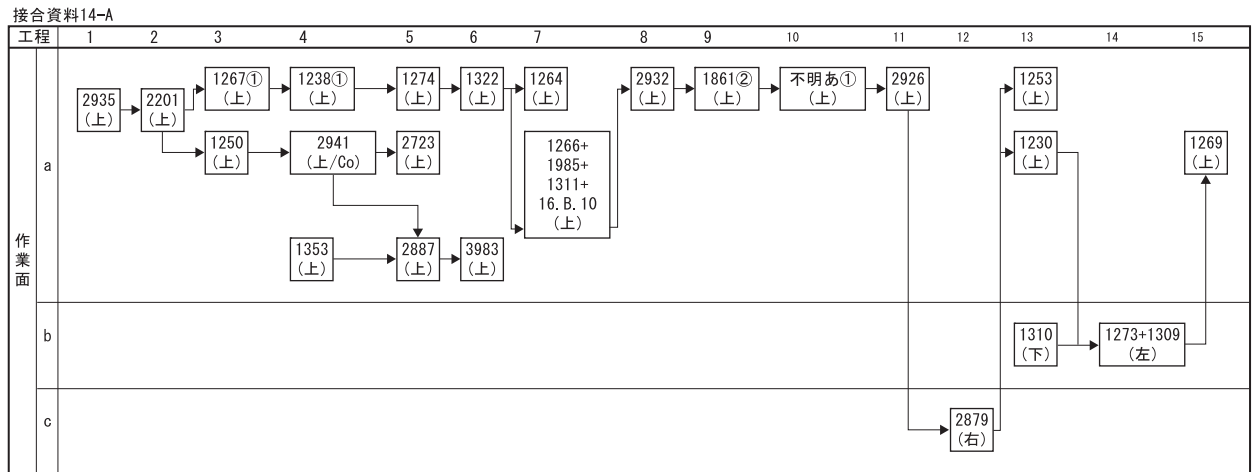 接合資料14-A
工程 1 2 3 4 5 6 7 8 9 10 11 12 13 14 15
作業面
a
2935
(上)
2201
(上)
1267①
(上)
1238①
(上)
1274
(上)
1322
(上)
1264
(上)
2932
(上)
1861②
(上)
不明あ①
(上)
2926
(上)
1253
(上)
1250
(上)
2941
(上/Co)
2723
(上)
1266+
1985+
1311+
16.B.10
(上)
1230
(上)
1269
(上)
1353
(上)
2887
(上)
3983
(上)
b
1310
(下)
1273+1309
(左)
c
2879
(右)